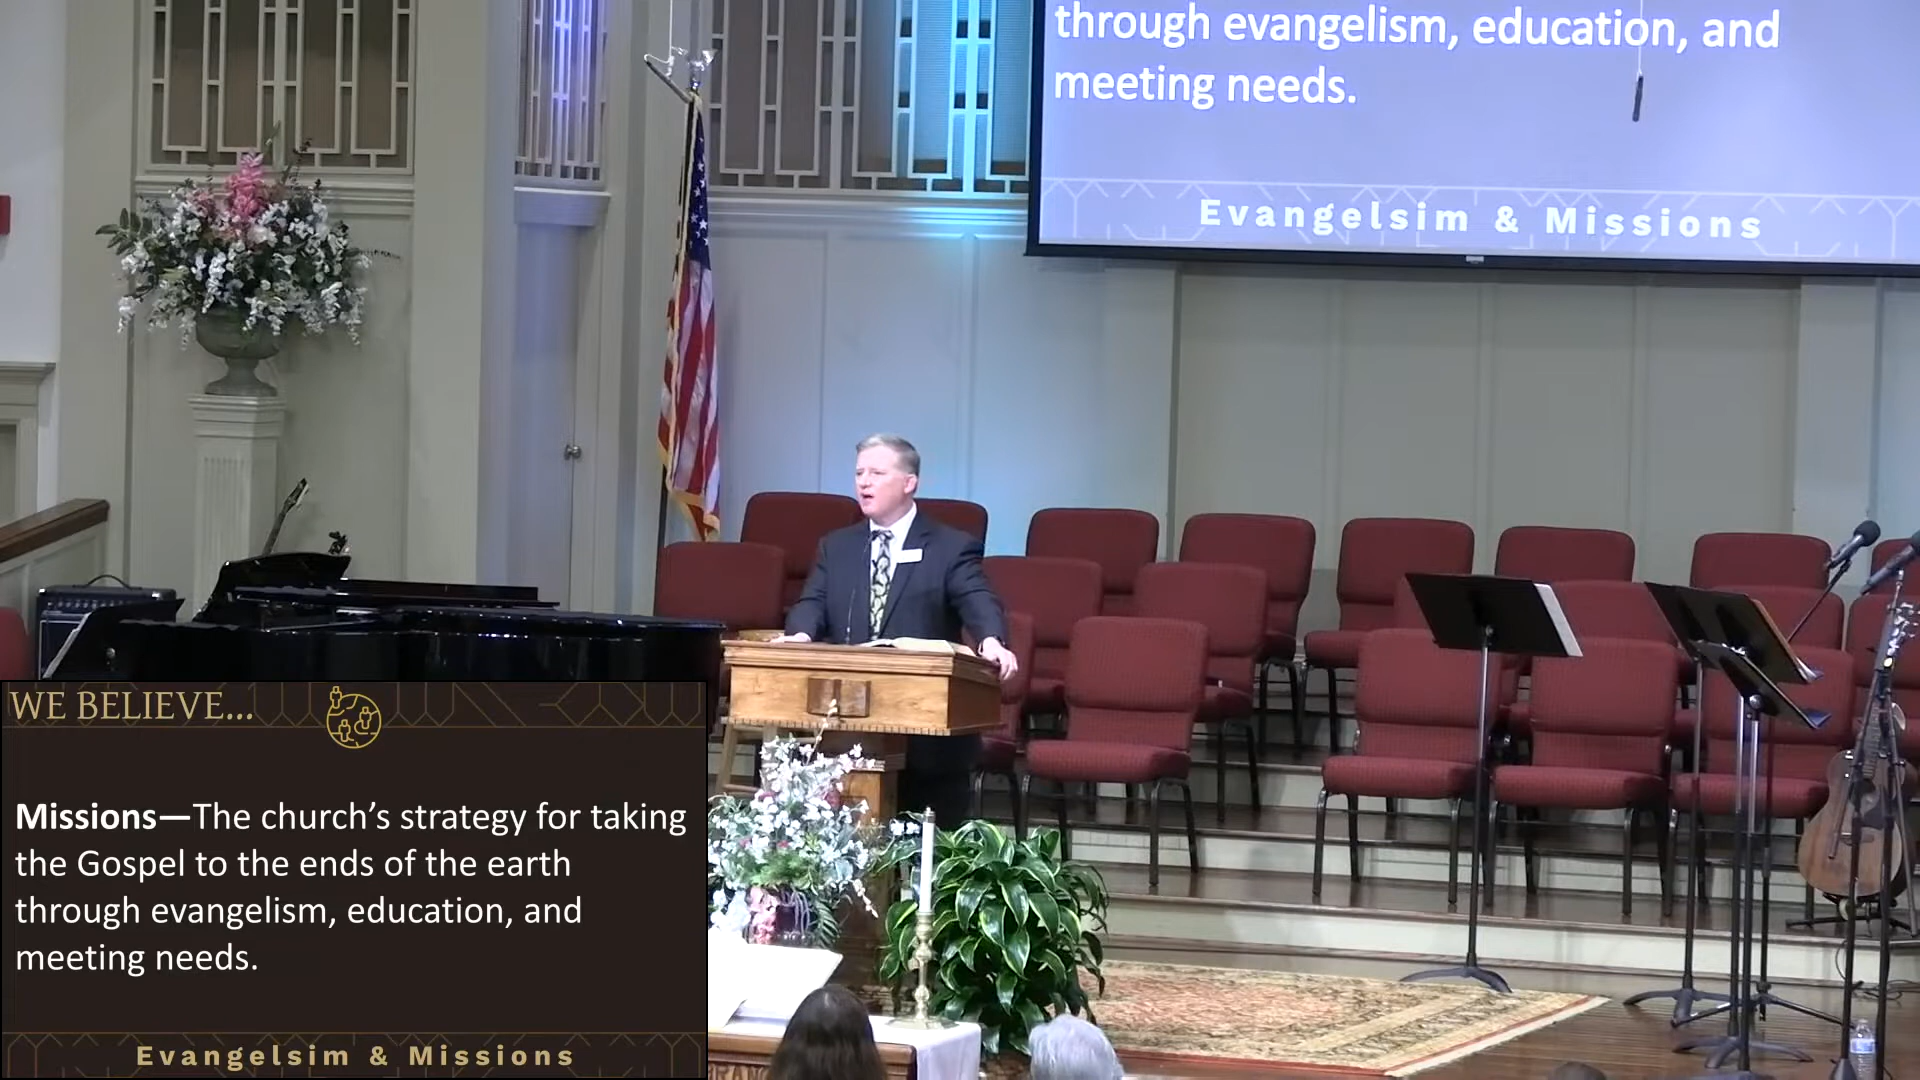 through evangelism, education, and
meeting needs.
Evangelsim & Missions
WE BELIEVE...
Missions—The church’s strategy for taking
the Gospel to the ends of the earth
through evangelism, education, and
meeting needs.
Evangelsim & Missions